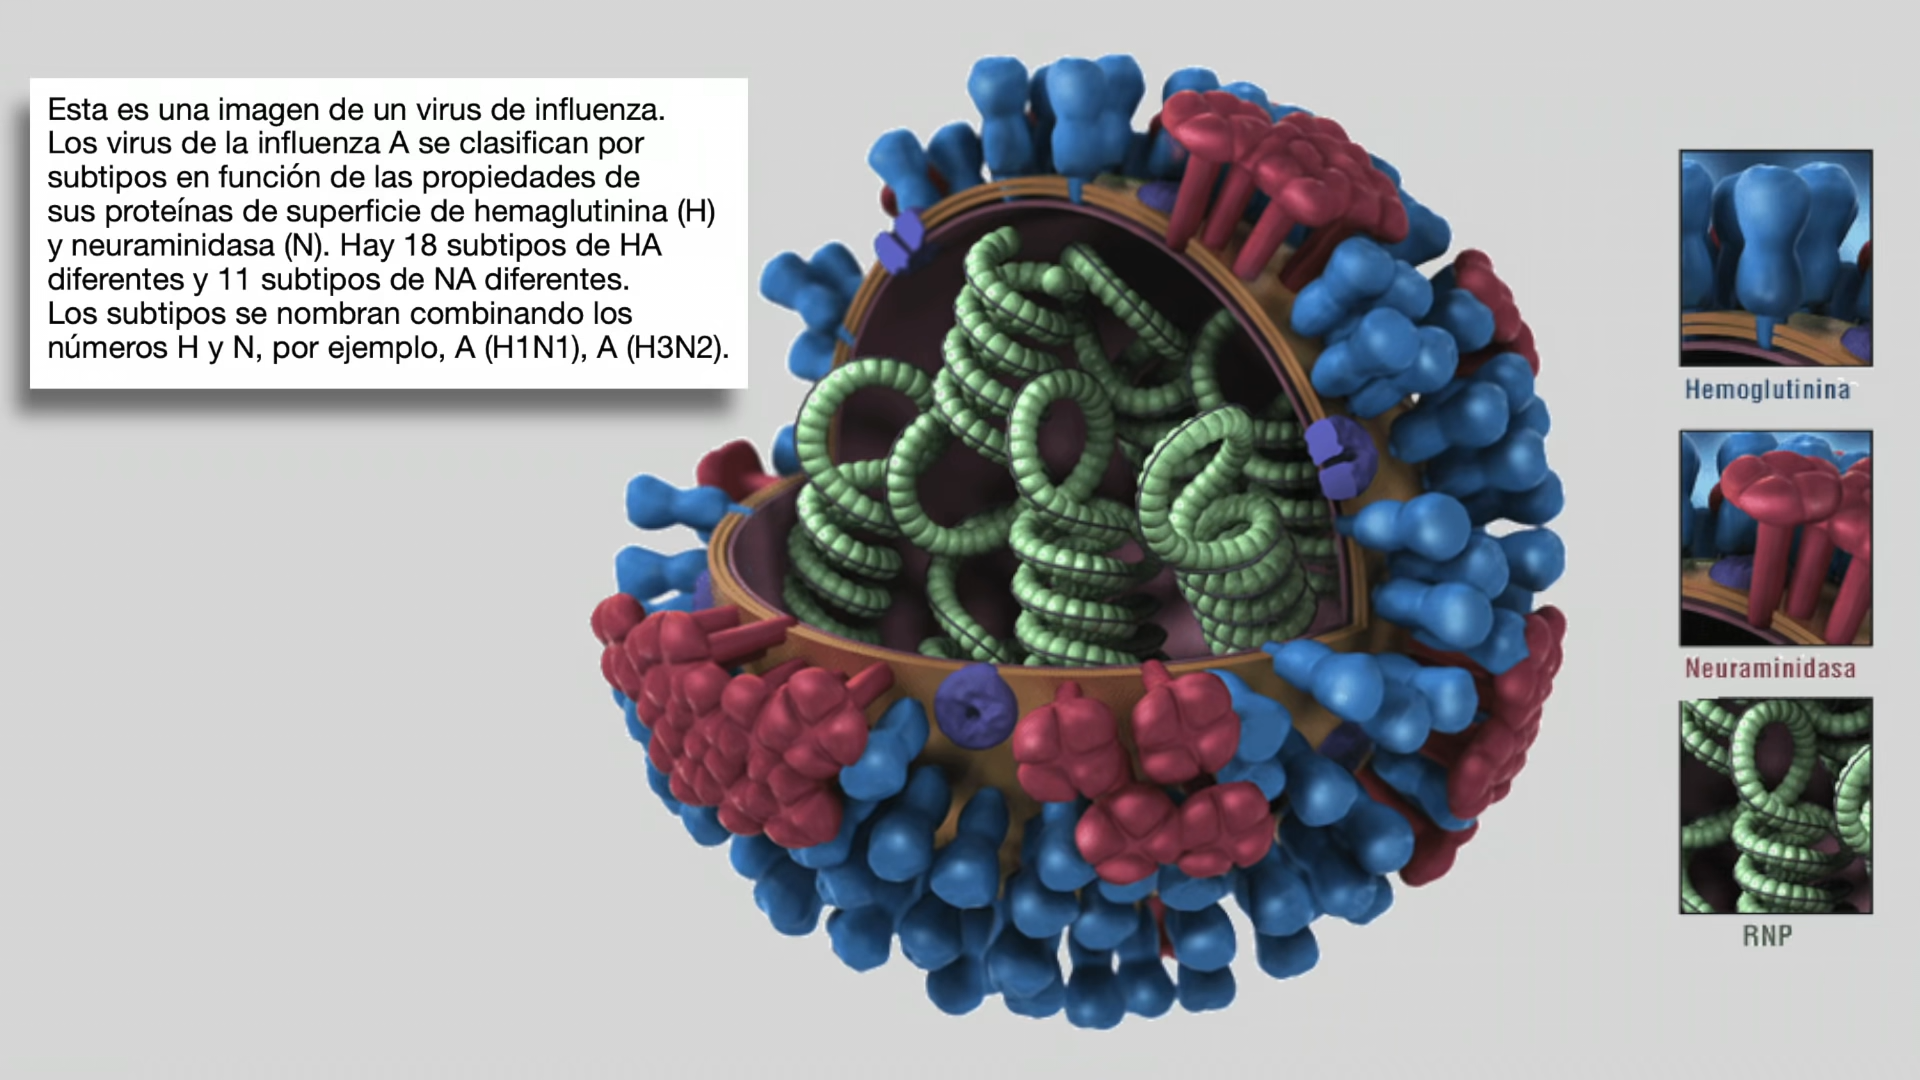 Esta es una imagen de un virus de influenza.
Los virus de la influenza A se clasifican por
subtipos en función de las propiedades de
sus proteínas de superficie de hemaglutinina (H)
y neuraminidasa (N). Hay 18 subtipos de HA
diferentes y 11 subtipos de NA diferentes.
Los subtipos se nombran combinando los
números H y N, por ejemplo, A (H1N1), A (H3N2).
Hemoglutinina
Neuraminidasa
RNP